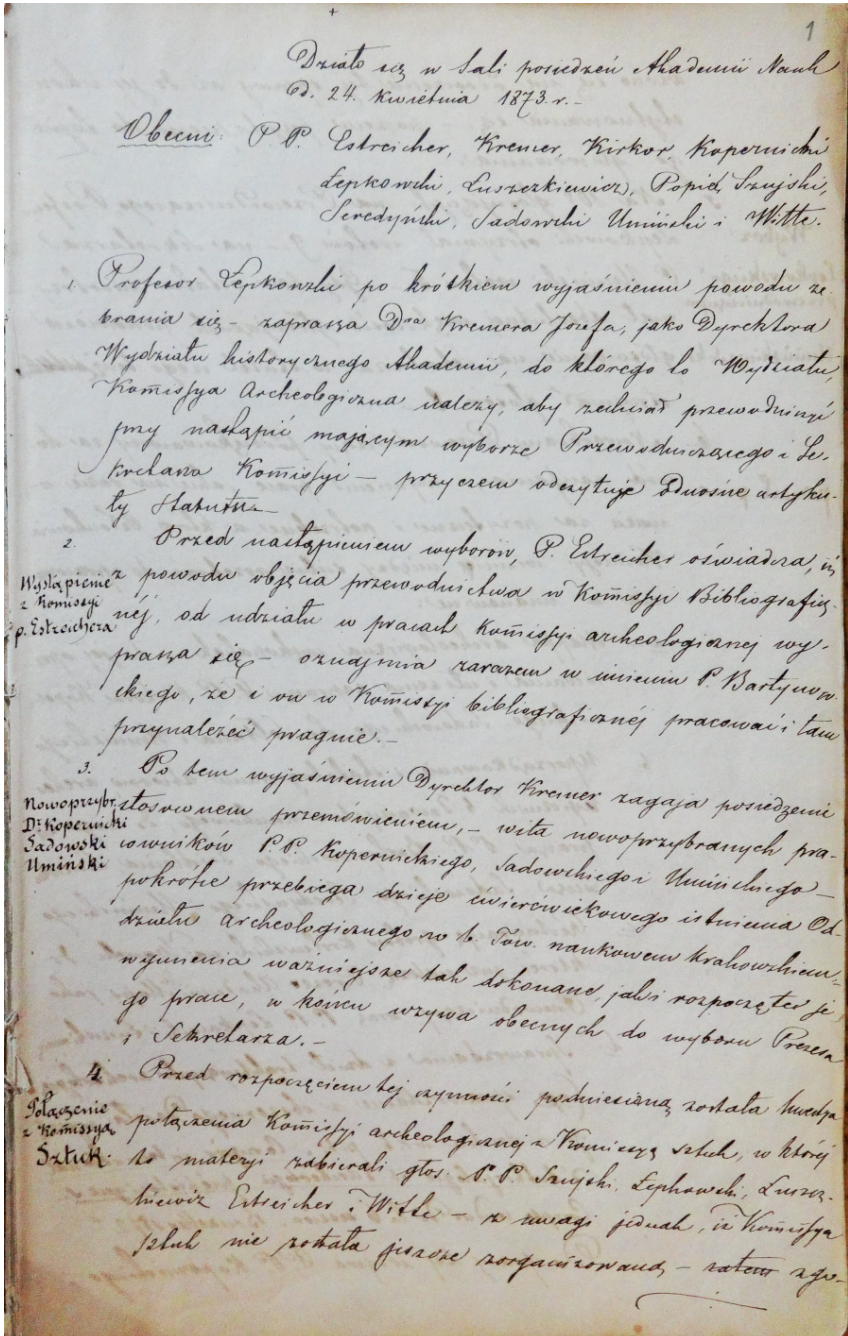 1
Działo się w Sali posiedzeń Akademii Nauk
d. 24. Kwietnia 1873. r. –
Obecni: P.P. Estreicher, Kremer, Kirkor, Kopernicki
Łepkowski, Łuszczkiewicz, Popiel, Szujski,
Seredyński, Sadowski Umiński i Witte.
1. Profesor Łepkowski po krótkiem wyjaśnieniu powodu ze-
brania się – zaprasza Dra Kremera Józefa, jako Dyrektora
Wydziału historycznego Akademii, do którego to Wydziału,
Komissya Archeologiczna należy, aby zechciał przewodniczyć
przy nastąpić mającym wyborze Przewodniczącego i Se-
kretarza Komissyi – przyczem odczytuje odnośne artyku-
ły Statutu –
2. Przed nastąpieniem wyborów, P. Estreicher oświadcza, iż
Wystąpienie
z Komissyi
p. Estreichera
z powodu objęcia przewodnictwa w Komissyi Bibliografic-
néj, od udziału w pracach Komissyi archeologicznej wy-
prasza się – oznajmia zarazem w imieniu P. Bartynow-
skiego, że i on w Komissyi bibliograficznéj pracować i tam
przynależeć pragnie. –
3. Po tem wyjaśnieniu Dyrektor Kremer zagaja posiedzenie
Nowoprzybr.
Dr. Kopernicki
Sadowski
Umiński
stosownem przemówieniem, – wita nowoprzybranych pra-
cowników P.P. Kopernickiego, Sadowskiego i Umińskiego –
pokrótce przebiega dzieje ćwierćwiekowego istnienia Od-
działu archeologicznego w b. Tow. naukowem Krakowskiem,
wymienia ważniejsze tak dokonane, jak i rozpoczęte je-
go prace, w końcu wzywa obecnych do wyboru Prezesa
i Sekretarza. –
4. Przed rozpoczęciem tej czynności podniesioną została kwestya
Połączenie
z Komissyą
Sztuk.
połączenia Komissyi archeologicznej z Komissyą sztuk, w której
to materyi zabierali głos. P.P. Szujski, Łepkowski, Łuszcz-
kiewicz Estreicher i Witte – z uwagi jednak, iż Komissya
sztuk nie została jeszcze zorganizowaną – zatem zgo-